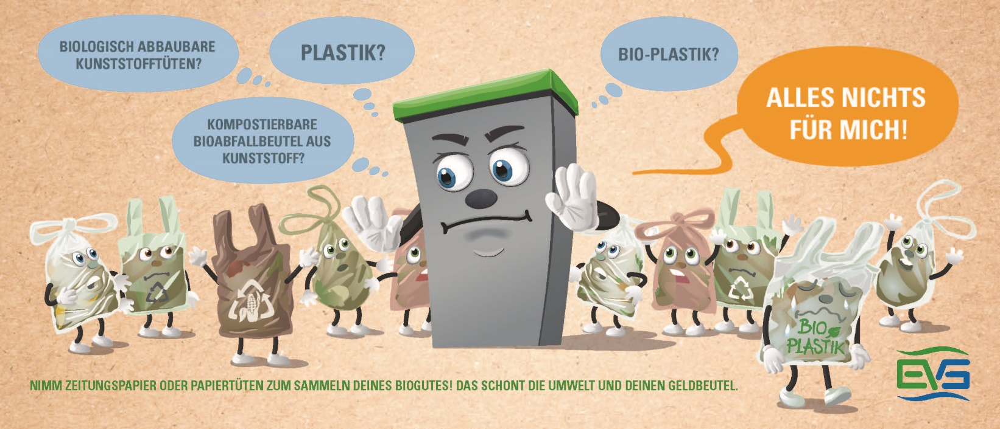 BIOLOGISCH ABBAUBARE
KUNSTSTOFFTÜTEN?
PLASTIK?
BIO-PLASTIK?
KOMPOSTIERBARE
BIOABFALLBEUTEL AUS
KUNSTSTOFF?
ALLES NICHTS
FÜR MICH!
BIO
PLASTIK
NIMM ZEITUNGSPAPIER ODER PAPIERTÜTEN ZUM SAMMELN DEINES BIOGUTES! DAS SCHONT DIE UMWELT UND DEINEN GELDBEUTEL.
EVS